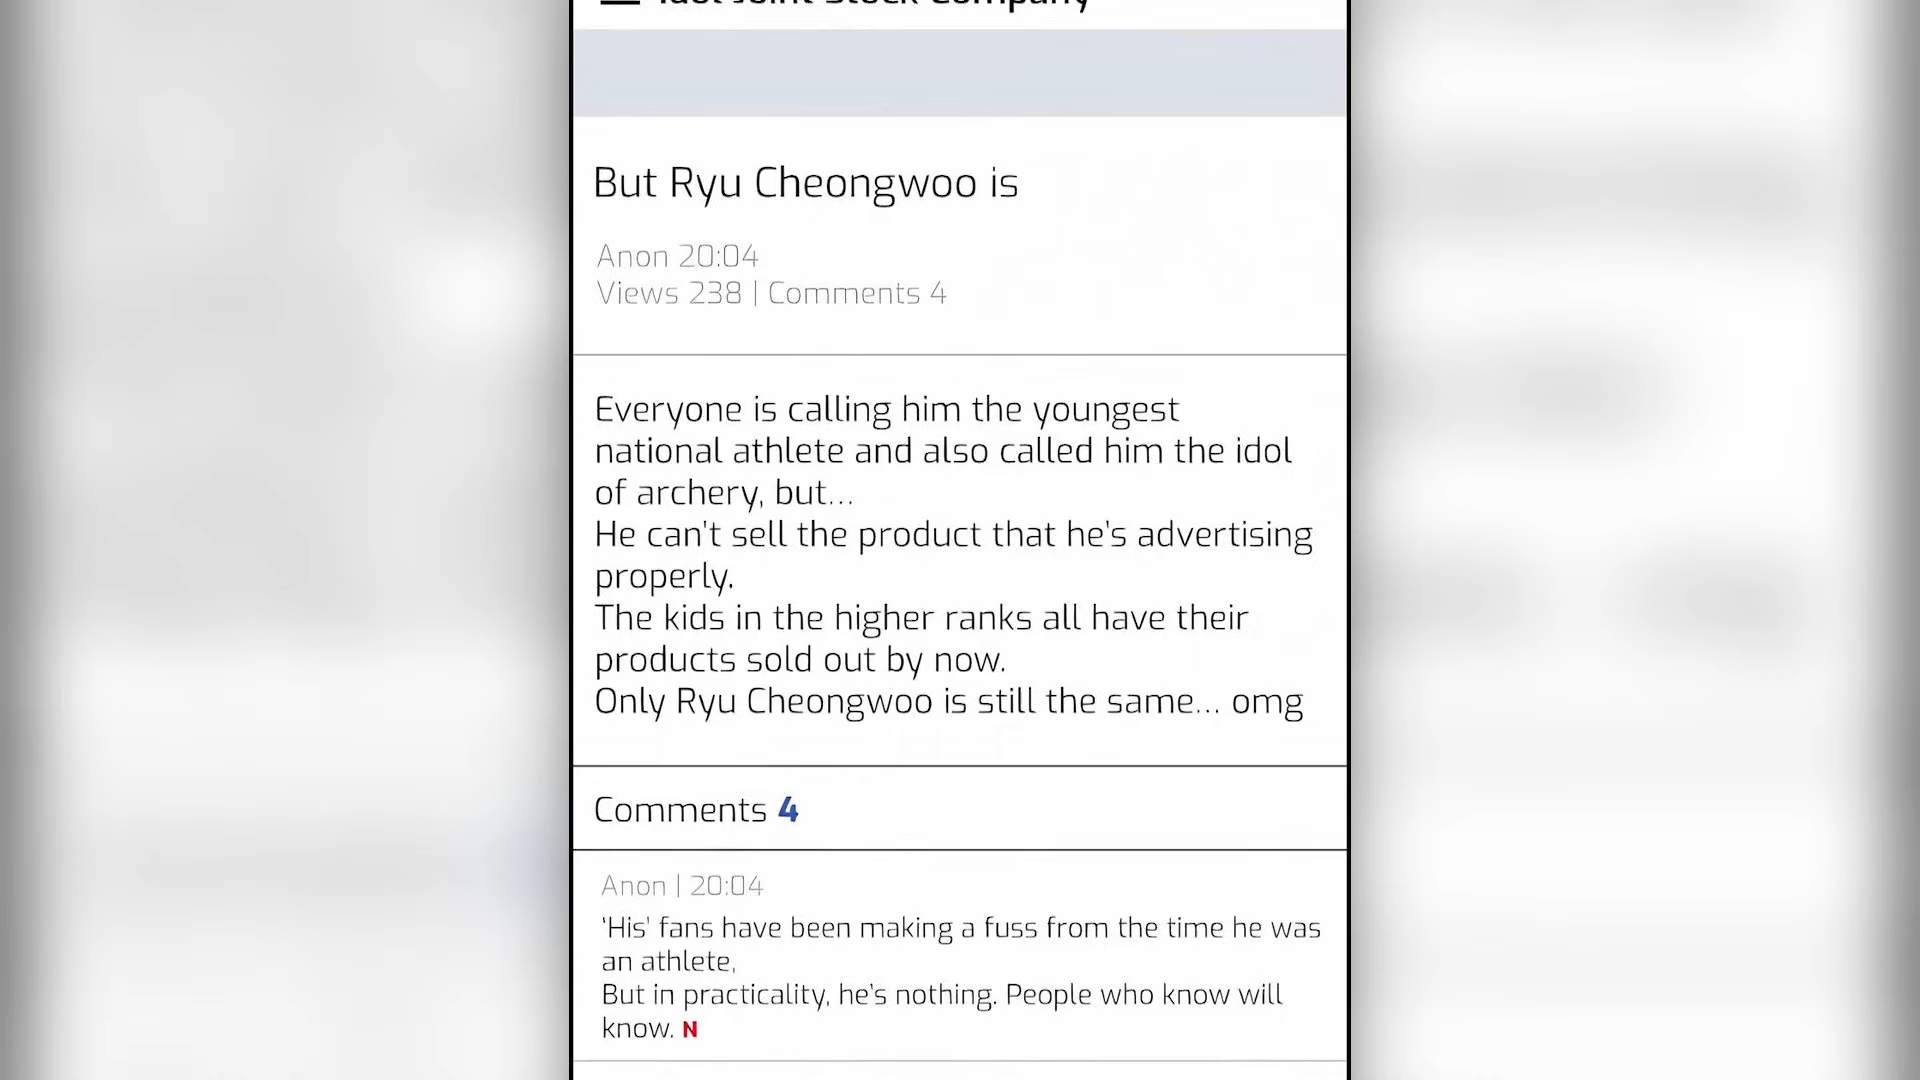 Idol Joint Stock Company
But Ryu Cheongwoo is
Anon 20:04
Views 238 | Comments 4
Everyone is calling him the youngest
national athlete and also called him the idol
of archery, but...
He can't sell the product that he's advertising
properly.
The kids in the higher ranks all have their
products sold out by now.
Only Ryu Cheongwoo is still the same... omg
Comments 4
Anon | 20:04
‘His’ fans have been making a fuss from the time he was
an athlete,
But in practicality, he's nothing. People who know will
know. N